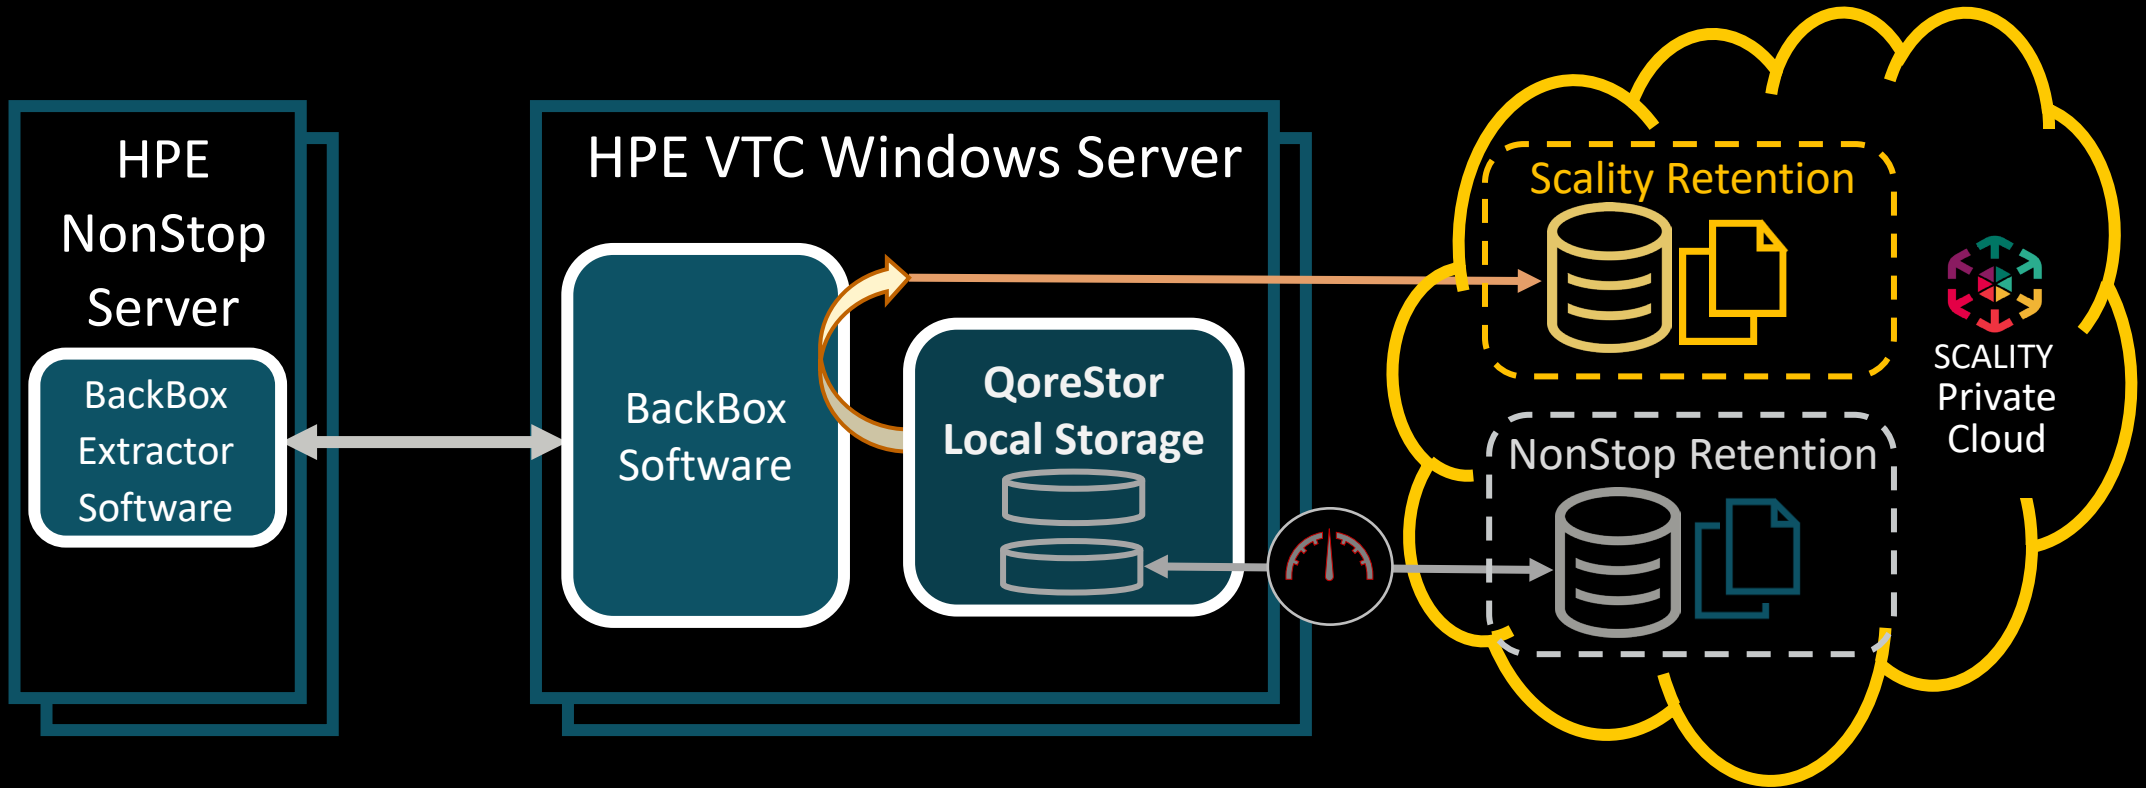 HPE
NonStop
Server
BackBox
Extractor
Software
HPE VTC Windows Server
BackBox
Software
QoreStor
Local Storage
Scality Retention
NonStop Retention
SCALITY
Private
Cloud